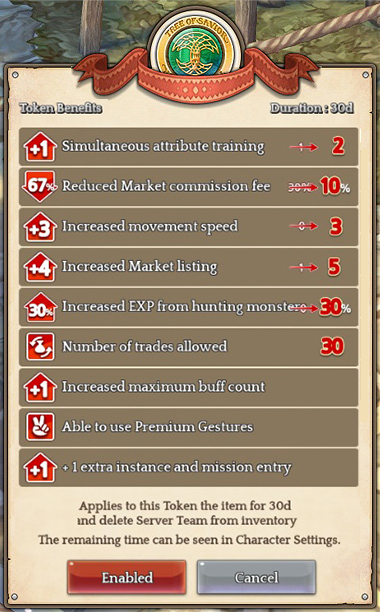 TREE OF SAVIOR
Token Benefits Duration : 30d
+1 Simultaneous attribute training 1 2
67% Reduced Market commission fee 30% 10%
+3 Increased movement speed 0 3
+4 Increased Market listing 1 5
30% Increased EXP from hunting monsters 30%
Number of trades allowed 30
+1 Increased maximum buff count
Able to use Premium Gestures
+1 + 1 extra instance and mission entry
Applies to this Token the item for 30d
and delete Server Team from inventory
The remaining time can be seen in Character Settings.
Enabled Cancel